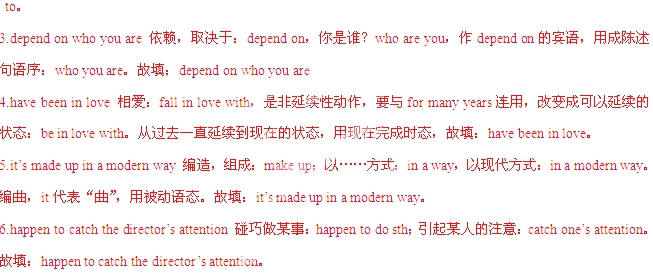 to。
3.depend on who you are 依赖，取决于：depend on，你是谁？who are you，作 depend on 的宾语，用成陈述
句语序：who you are。故填：depend on who you are
4.have been in love 相爱：fall in love with，是非延续性动作，要与 for many years 连用，改变成可以延续的
状态：be in love with。从过去一直延续到现在的状态，用现在完成时态，故填：have been in love。
5.it’s made up in a modern way 编造，组成：make up；以……方式：in a way，以现代方式：in a modern way。
编曲，it 代表“曲”，用被动语态。故填：it’s made up in a modern way。
6.happen to catch the director’s attention 碰巧做某事：happen to do sth；引起某人的注意：catch one’s attention。
故填：happen to catch the director’s attention。